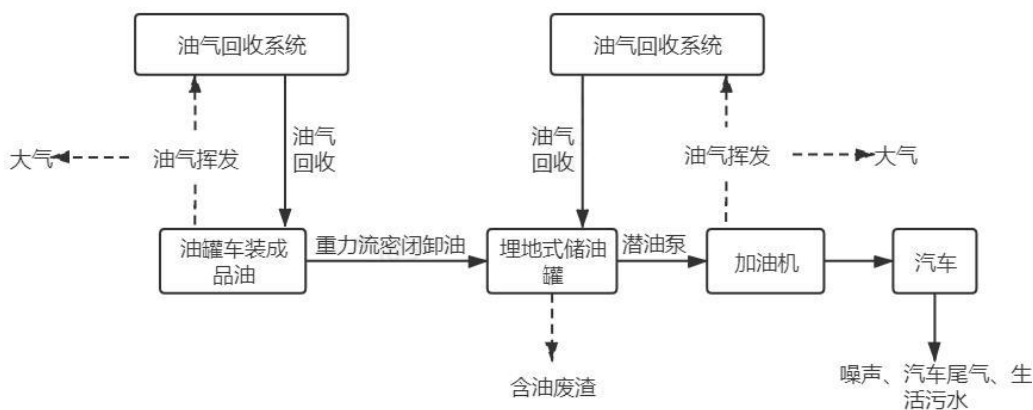 油气回收系统
油气回收系统
大气
油气挥发
油气
回收
油气
回收
油气挥发
大气
油罐车装成
品油
重力流密闭卸油
埋地式储油
罐
潜油泵
加油机
汽车
含油废渣
噪声、汽车尾气、生
活污水